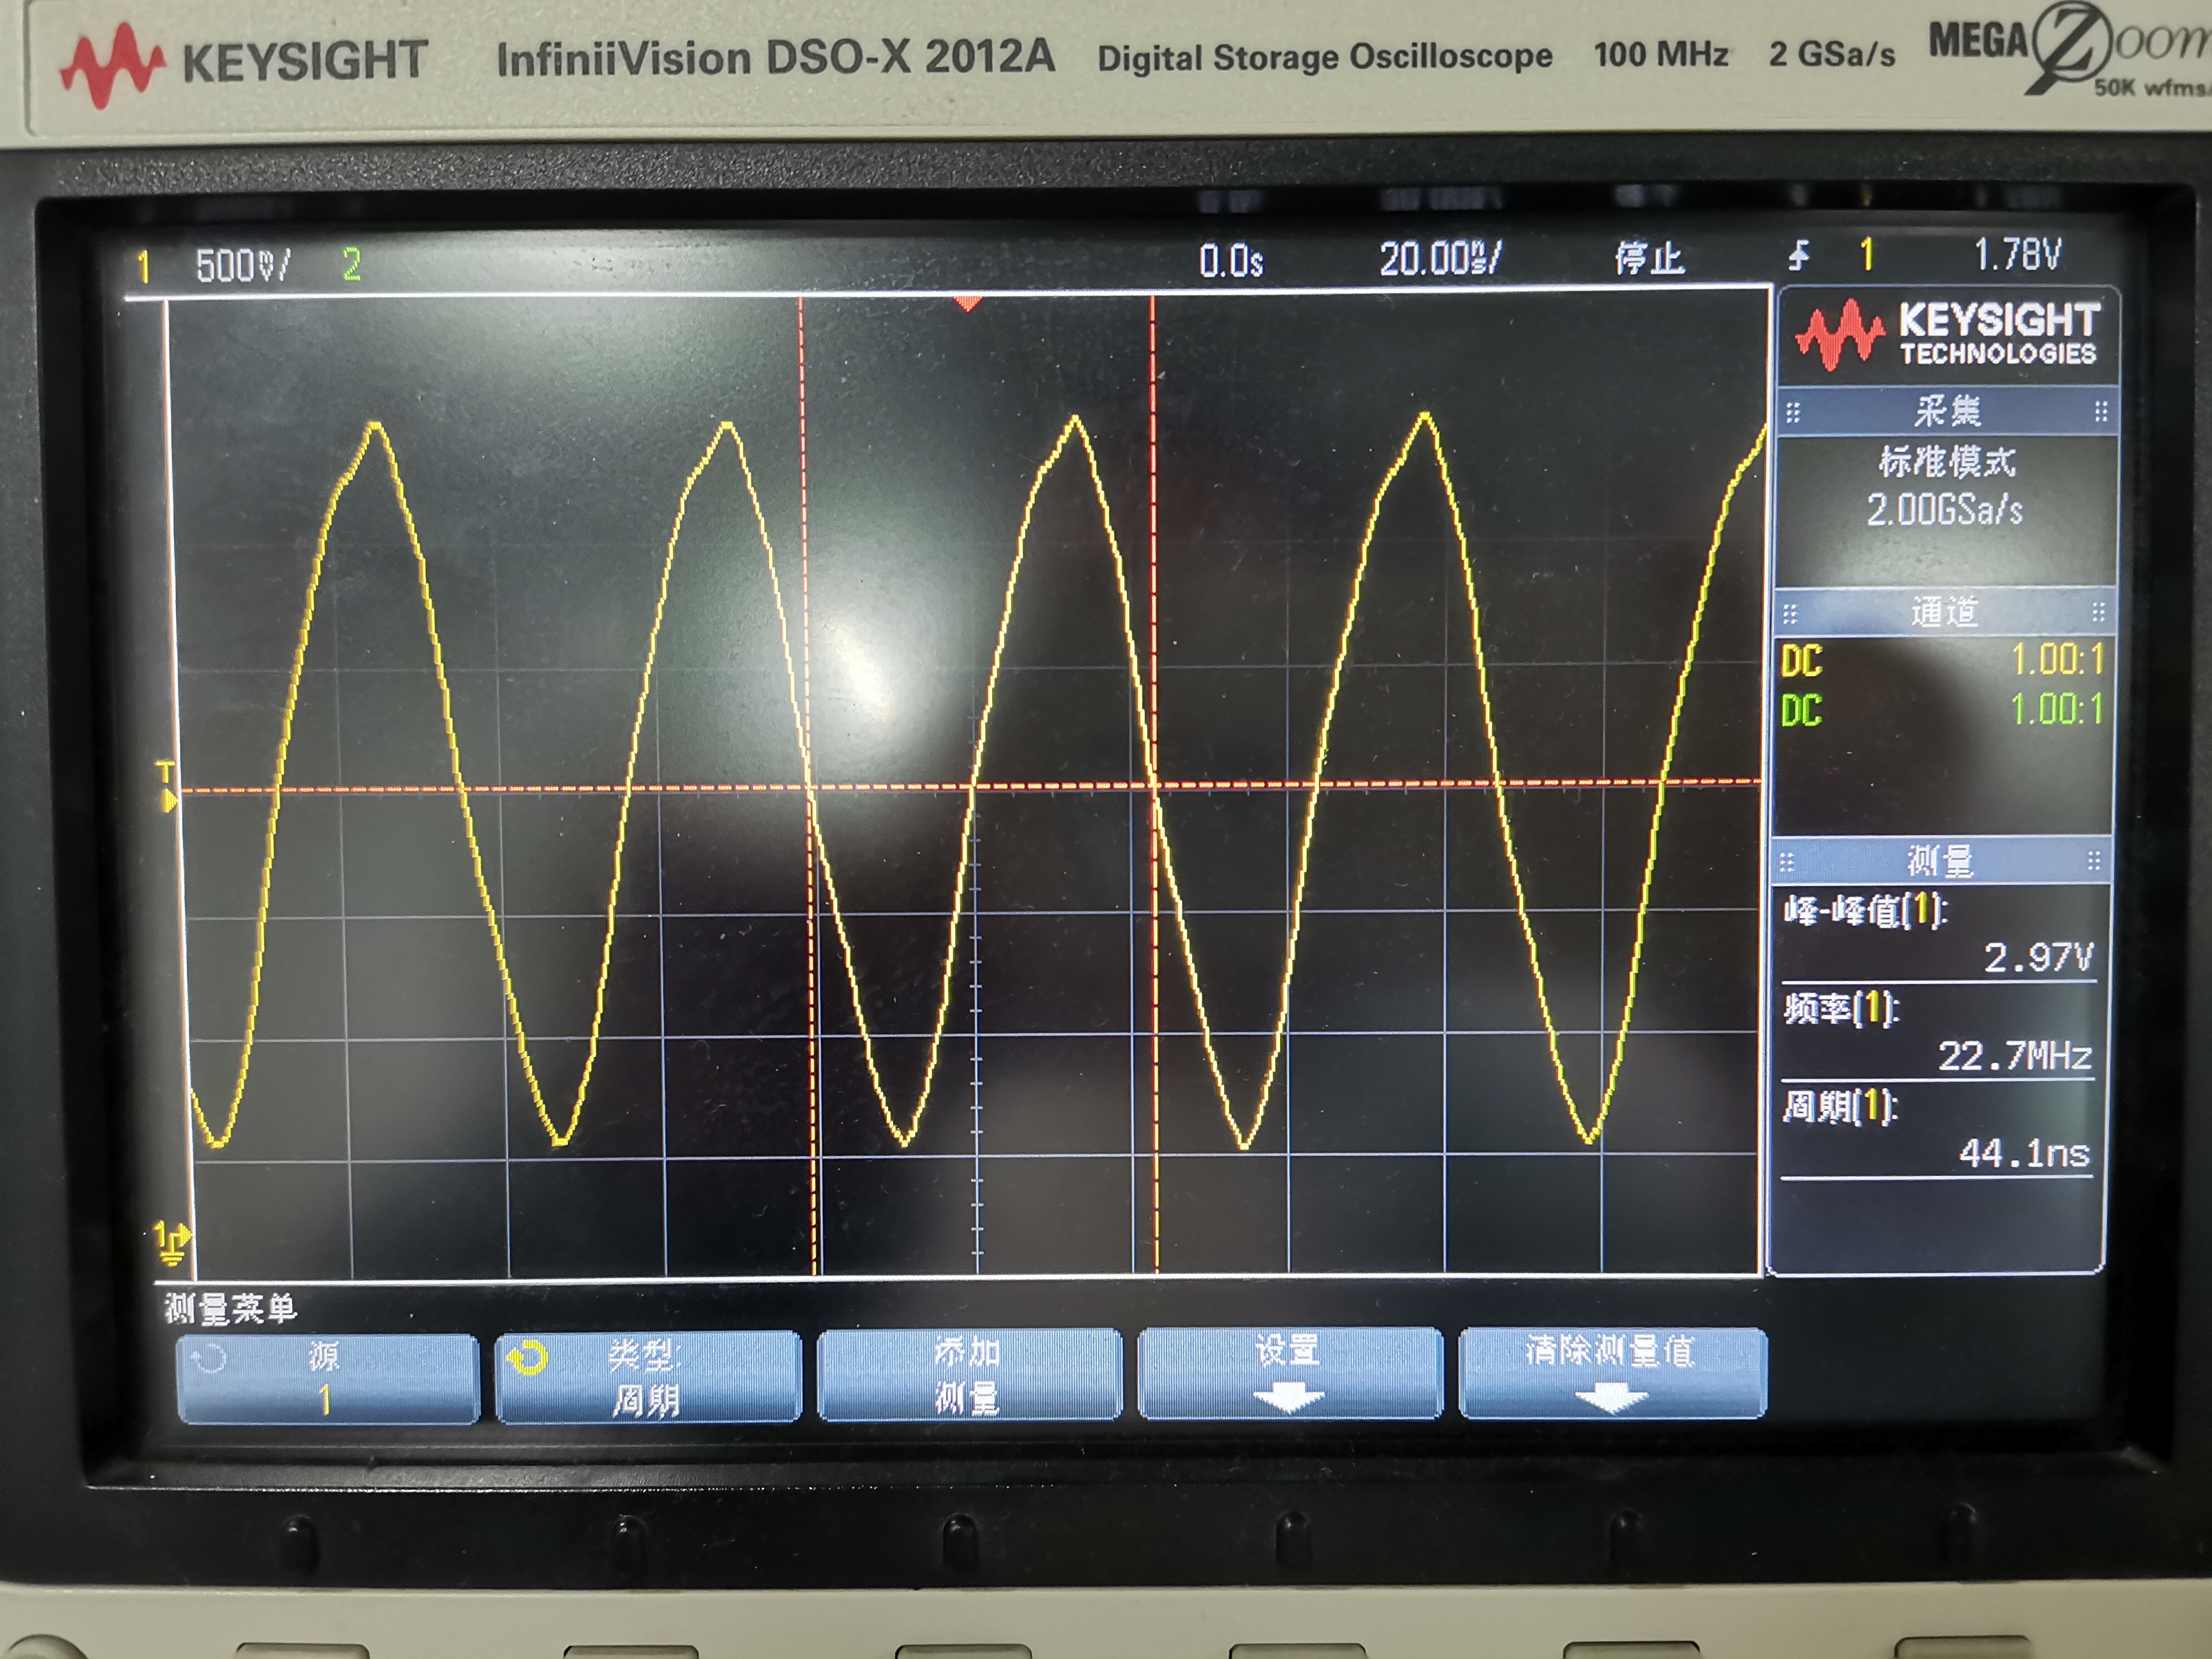 KEYSIGHT InfiniiVision DSO-X 2012A Digital Storage Oscilloscope 100 MHz 2 GSa/s MEGA Zoom
50K wfms/
1 500mV/ 2 0.0s 20.00ns/ 停止 1 1.78V
KEYSIGHT
TECHNOLOGIES
采集
标准模式
2.00GSa/s
通道
DC 1.00:1
DC 1.00:1
T
测量
峰-峰值(1):
2.97V
频率(1):
22.7MHz
周期(1):
44.1ns
1
测量菜单
源
1
类型:
周期
添加
测量
设置
清除测量值